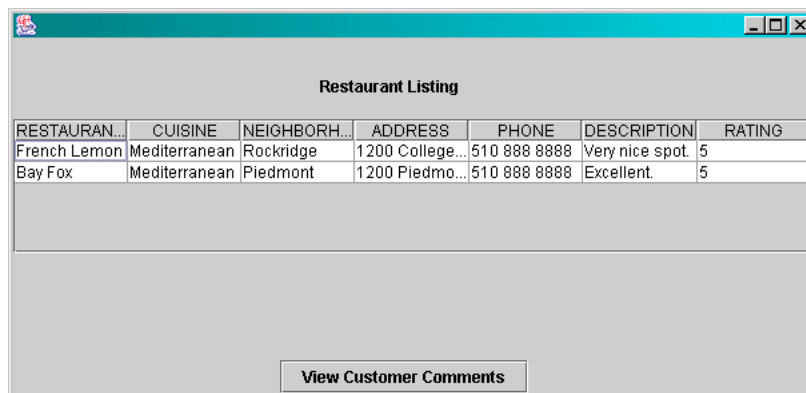 Restaurant Listing
RESTAURAN... CUISINE NEIGHBORH... ADDRESS PHONE DESCRIPTION RATING
French Lemon Mediterranean Rockridge 1200 College... 510 888 8888 Very nice spot. 5
Bay Fox Mediterranean Piedmont 1200 Piedmo... 510 888 8888 Excellent. 5
View Customer Comments